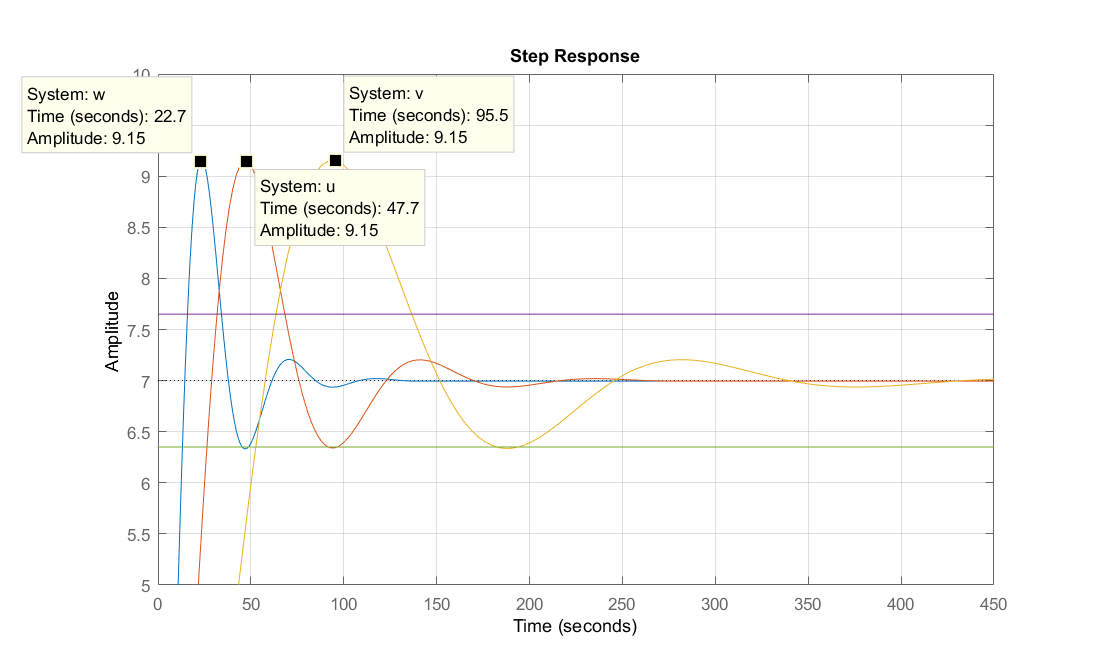 Step Response
System: w
Time (seconds): 22.7
Amplitude: 9.15
System: v
Time (seconds): 95.5
Amplitude: 9.15
System: u
Time (seconds): 47.7
Amplitude: 9.15
10
9
8.5
8
7.5
7
6.5
6
5.5
5
Amplitude
0 50 100 150 200 250 300 350 400 450
Time (seconds)